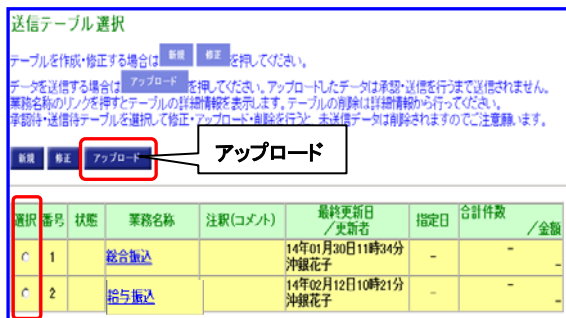 送信テーブル選択
テーブルを作成・修正する場合は 新規 修正 を押してください。
データを送信する場合は アップロード を押してください。アップロードしたデータは承認・送信を行うまで送信されません。
業務名称のリンクを押すとテーブルの詳細情報を表示します。テーブルの削除は詳細情報から行ってください。
承認待・送信待テーブルを選択して修正・アップロード・削除を行うと、未送信データは削除されますのでご注意願います。
新規 修正 アップロード アップロード
選択 番号 状態 業務名称 注釈(コメント) 最終更新日 /更新者 指定日 合計件数 /金額
1 総合振込 14年01月30日11時34分 - -
沖縄花子 -
2 給与振込 14年02月12日10時21分 - -
沖縄花子 -